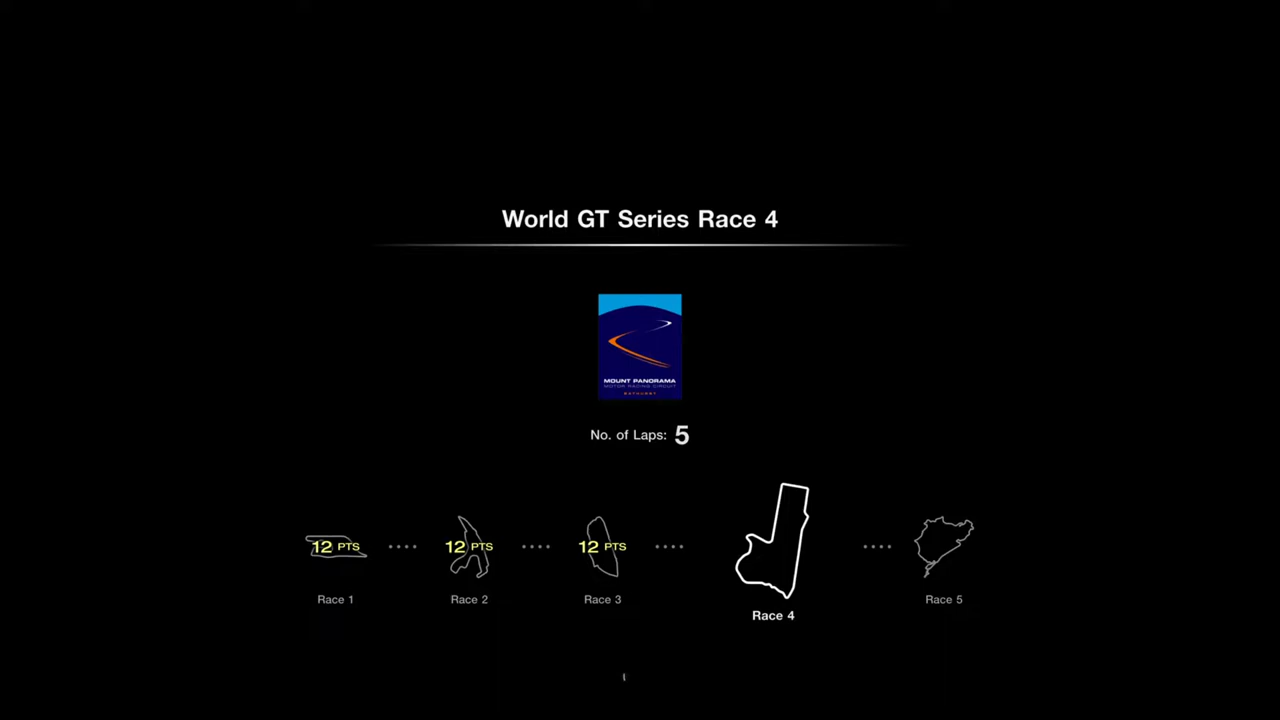 World GT Series Race 4
MOUNT PANORAMA
MOTOR RACING CIRCUIT
BATHURST
No. of Laps: 5
12 PTS 12 PTS 12 PTS
Race 1 Race 2 Race 3 Race 4 Race 5